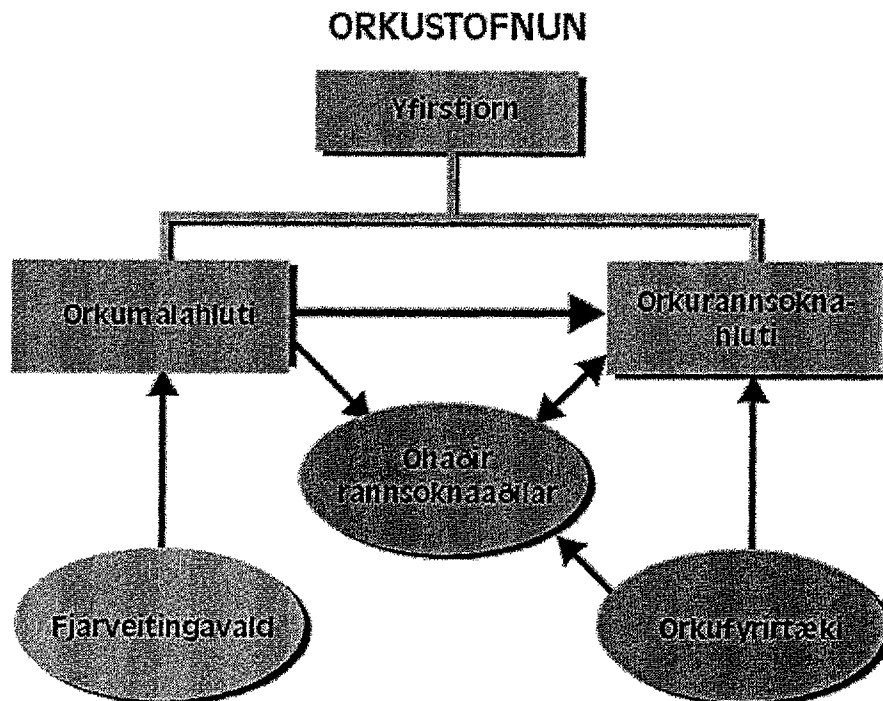 ORKUSTOFNUN
Yfirstjórn
Orkumálahluti
Orkurannsókna-
hluti
Óháðir
rannsóknaaðilar
Fjárveitingavald
Orkufyrirtæki